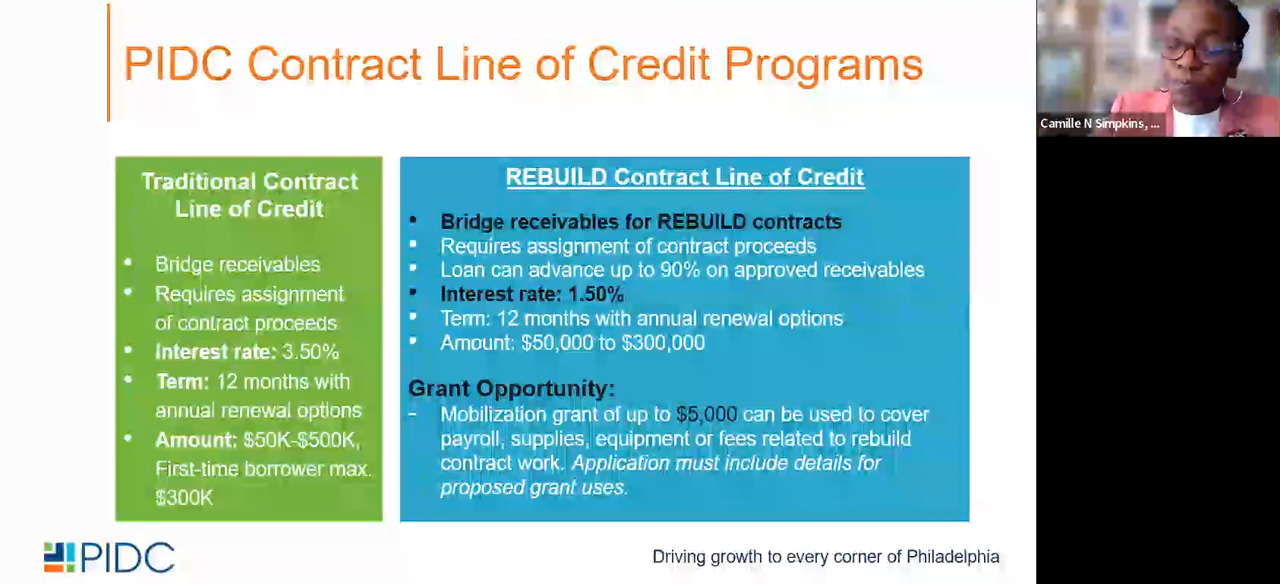 PIDC Contract Line of Credit Programs
Camille N Simpkins, ...
Traditional Contract
Line of Credit
• Bridge receivables
• Requires assignment
of contract proceeds
• Interest rate: 3.50%
• Term: 12 months with
annual renewal options
• Amount: $50K-$500K,
First-time borrower max.
$300K
REBUILD Contract Line of Credit
• Bridge receivables for REBUILD contracts
• Requires assignment of contract proceeds
• Loan can advance up to 90% on approved receivables
• Interest rate: 1.50%
• Term: 12 months with annual renewal options
• Amount: $50,000 to $300,000
Grant Opportunity:
- Mobilization grant of up to $5,000 can be used to cover
payroll, supplies, equipment or fees related to rebuild
contract work. Application must include details for
proposed grant uses.
PIDC
Driving growth to every corner of Philadelphia